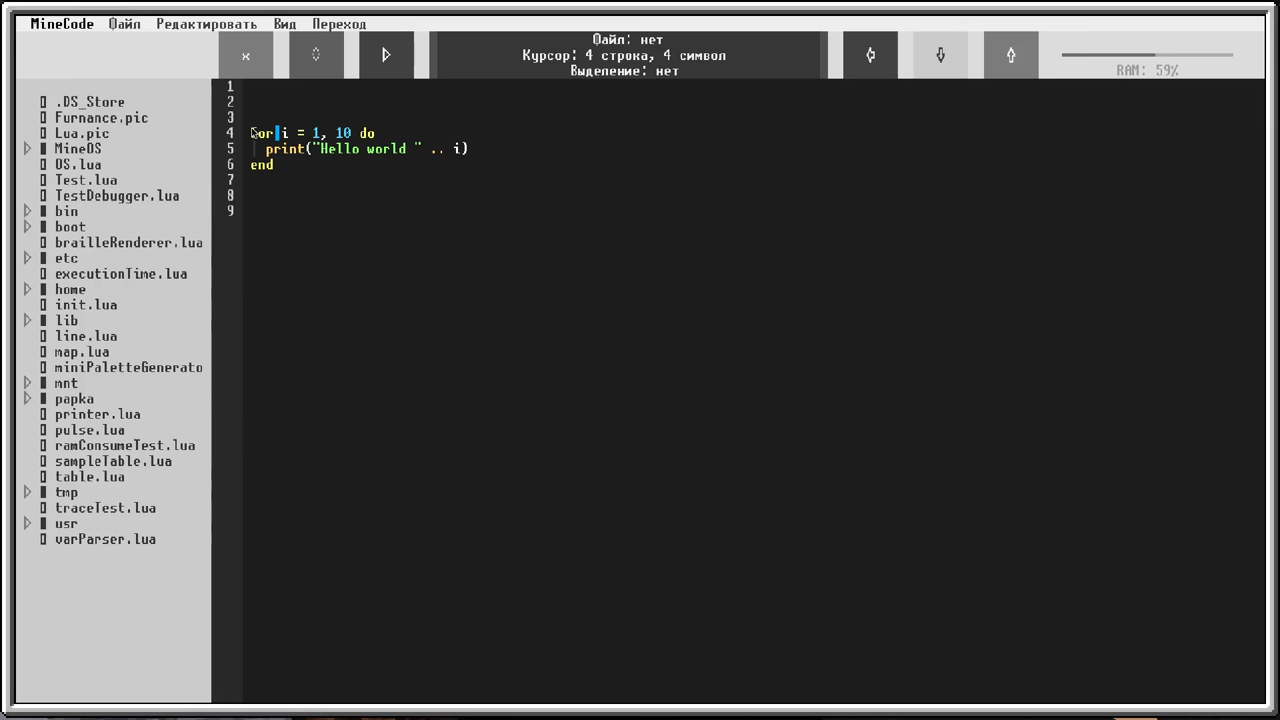 MineCode Файл Редактировать Вид Переход
Файл: нет
Курсор: 4 строка, 4 символ
Выделение: нет
RAM: 59%
.DS_Store
Furnance.pic
Lua.pic
MineOS
OS.lua
Test.lua
TestDebugger.lua
bin
boot
brailleRenderer.lua
etc
executionTime.lua
home
init.lua
lib
line.lua
map.lua
miniPaletteGenerato
mnt
papka
printer.lua
pulse.lua
ramConsumeTest.lua
sampleTable.lua
table.lua
tmp
traceTest.lua
usr
varParser.lua
1
2
3
4 for i = 1, 10 do
5 print("Hello world " .. i)
6 end
7
8
9